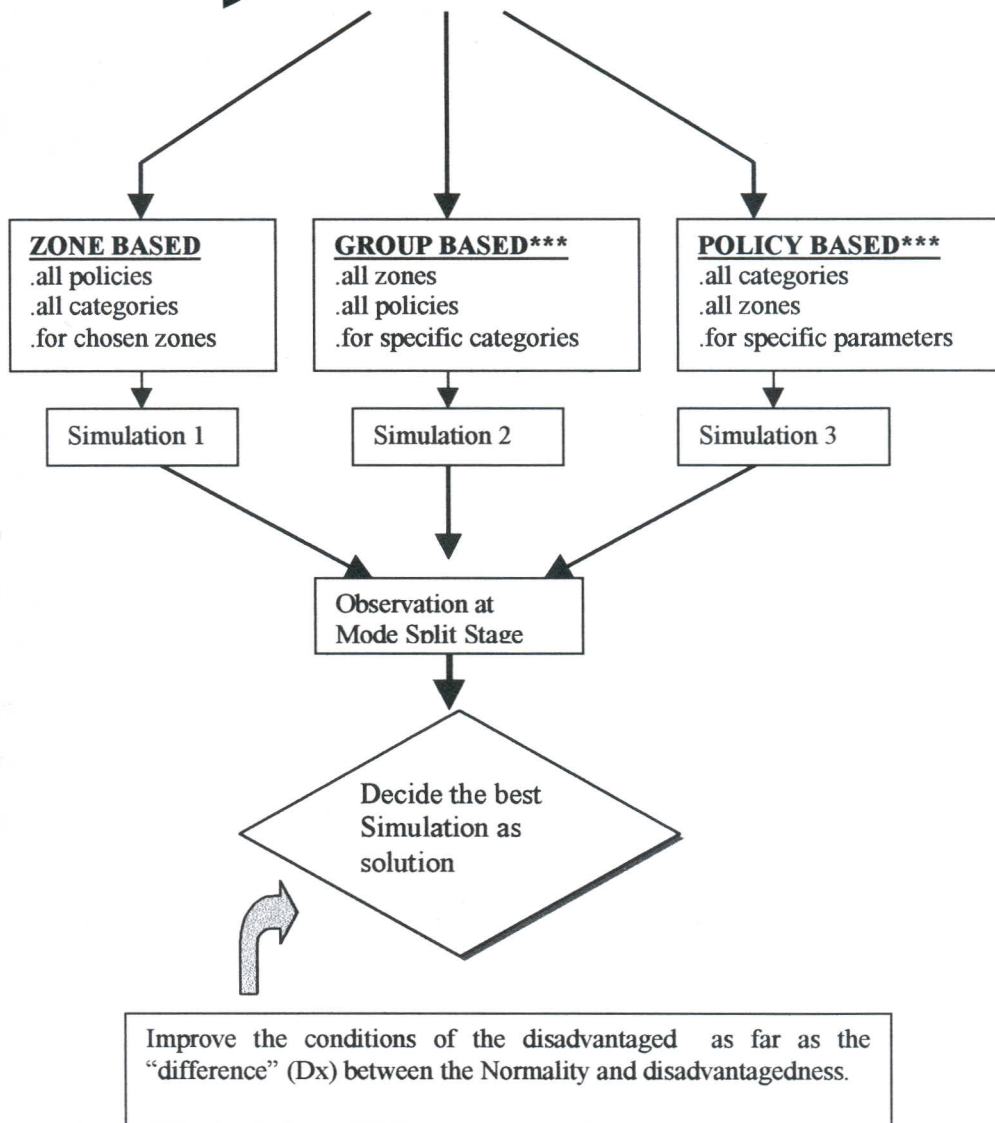 ZONE BASED
.all policies
.all categories
.for chosen zones
GROUP BASED***
.all zones
.all policies
.for specific categories
POLICY BASED***
.all categories
.all zones
.for specific parameters
Simulation 1
Simulation 2
Simulation 3
Observation at
Mode Split Stage
Decide the best
Simulation as
solution
Improve the conditions of the disadvantaged as far as the
“difference” (Dx) between the Normality and disadvantagedness.